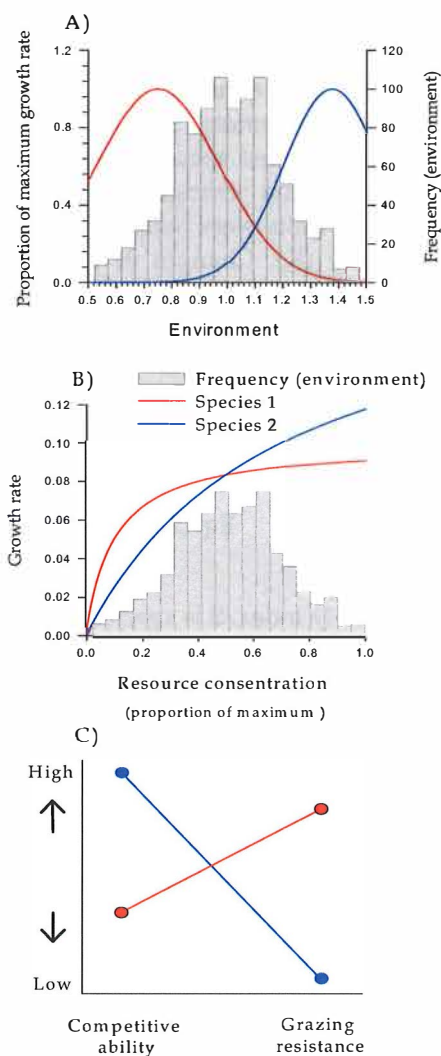 A)
1.2
0.8
0.4
0.0
Proportion of maximum growth rate
120
100
80
60
40
20
0
Frequency (environment)
0.5 0.6 0.7 0.8 0.9 1.0 1.1 1.2 1.3 1.4 1.5
Environment
B)
Frequency (environment)
Species 1
Species 2
0.12
0.10
0.08
0.06
0.04
0.02
0.00
Growth rate
0.0 0.2 0.4 0.6 0.8 1.0
Resource consentration
(proportion of maximum )
C)
High
Low
Competitive
ability
Grazing
resistance